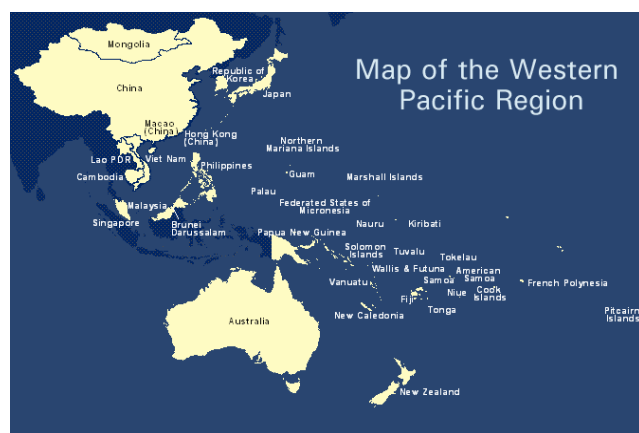 Map of the Western
Pacific Region
Mongolia
Republic of
Korea
Japan
China
Macao
(China)
Hong Kong
(China)
Northern
Mariana Islands
Lao PDR
Viet Nam
Philippines
Guam
Cambodia
Marshall Islands
Palau
Malaysia
Federated States of
Micronesia
Singapore
Brunei
Darussalam
Nauru
Kiribati
Papua New Guinea
Solomon
Islands
Tuvalu
Tokelau
Wallis & Futuna
American
Samoa
Samoa
Vanuatu
French Polynesia
Niue
Cook
Islands
Fiji
Tonga
New Caledonia
Pitcairn
Islands
Australia
New Zealand